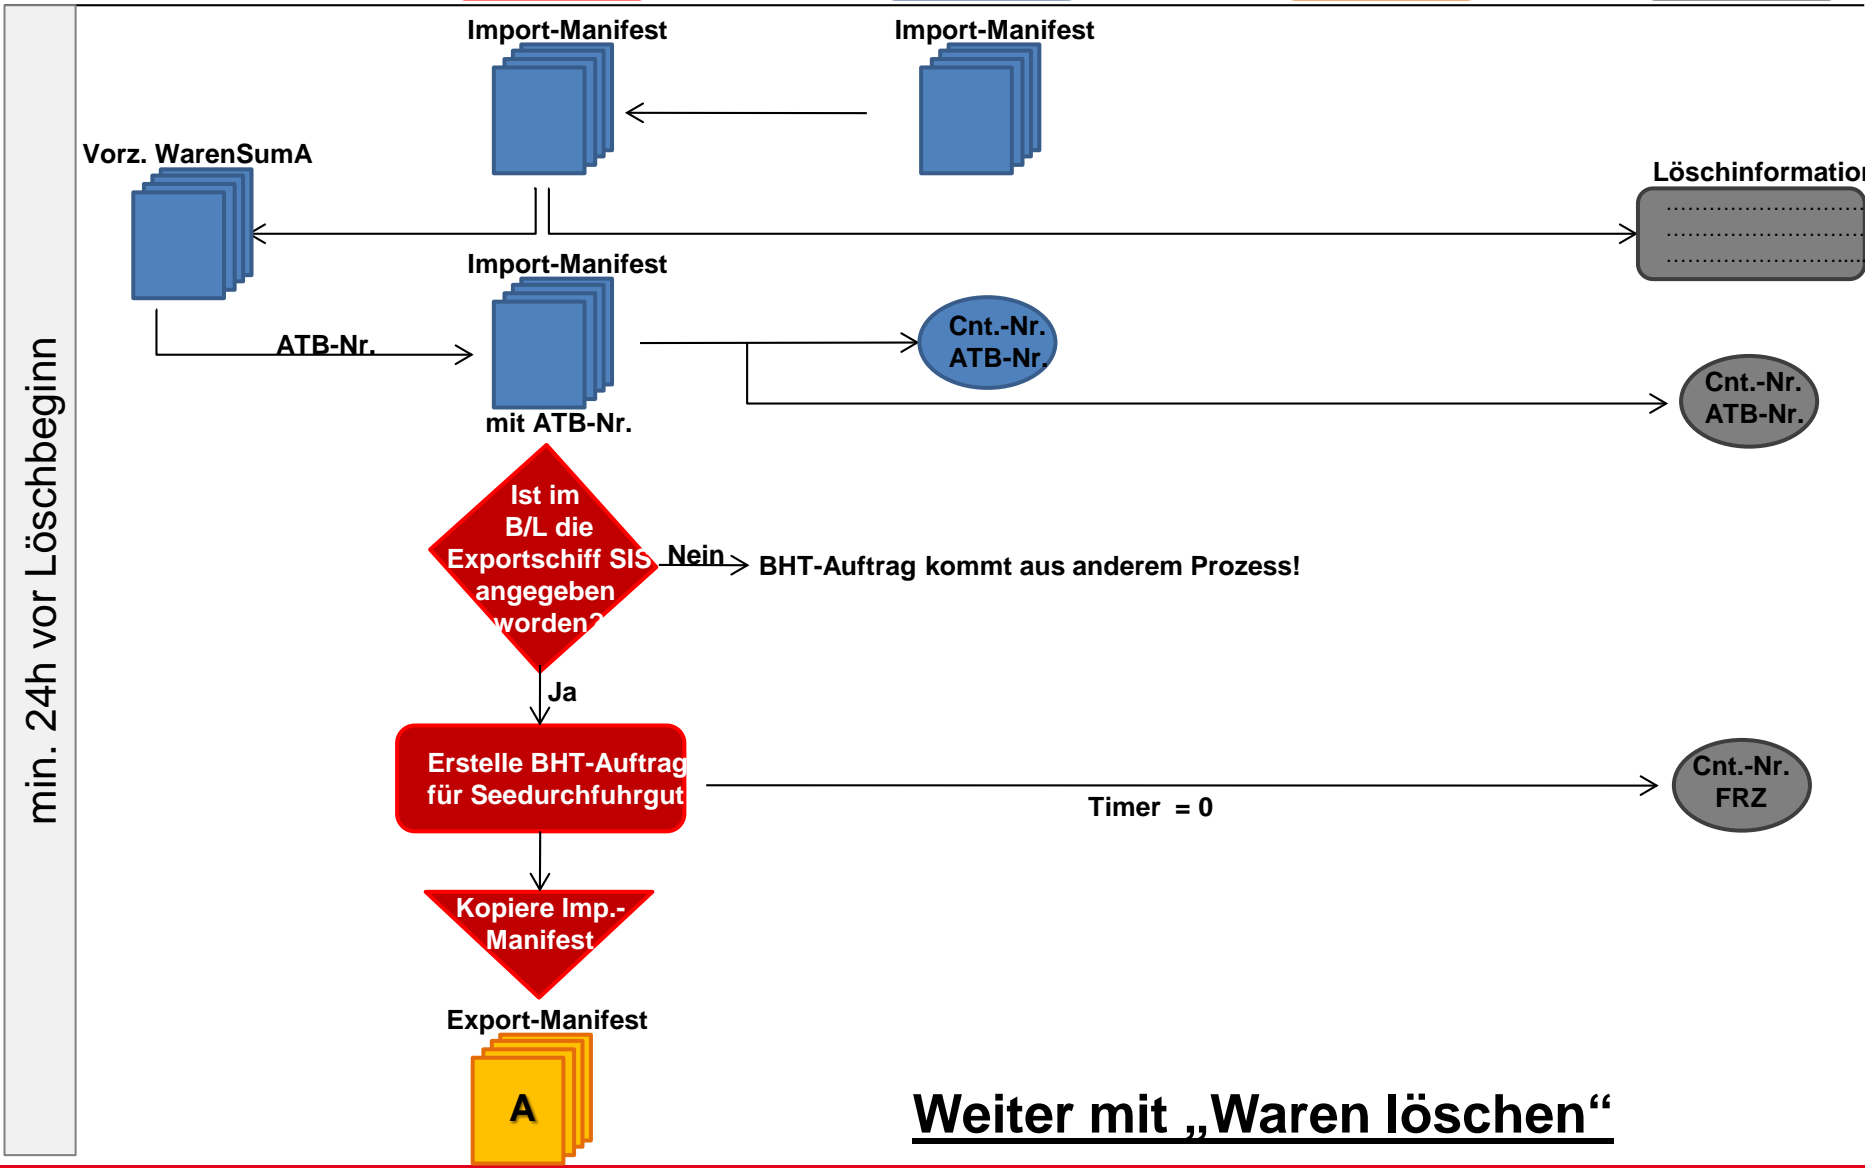 Import-Manifest
Import-Manifest
Vorz. WarenSumA
Löschinformation
Import-Manifest
ATB-Nr.
Cnt.-Nr.
ATB-Nr.
Cnt.-Nr.
ATB-Nr.
mit ATB-Nr.
min. 24h vor Löschbeginn
Ist im
B/L die
Exportschiff SIS
angegeben
worden?
Nein
BHT-Auftrag kommt aus anderem Prozess!
Ja
Erstelle BHT-Auftrag
für Seedurchfuhrgut
Timer = 0
Cnt.-Nr.
FRZ
Kopiere Imp.-
Manifest
Export-Manifest
A
Weiter mit „Waren löschen“